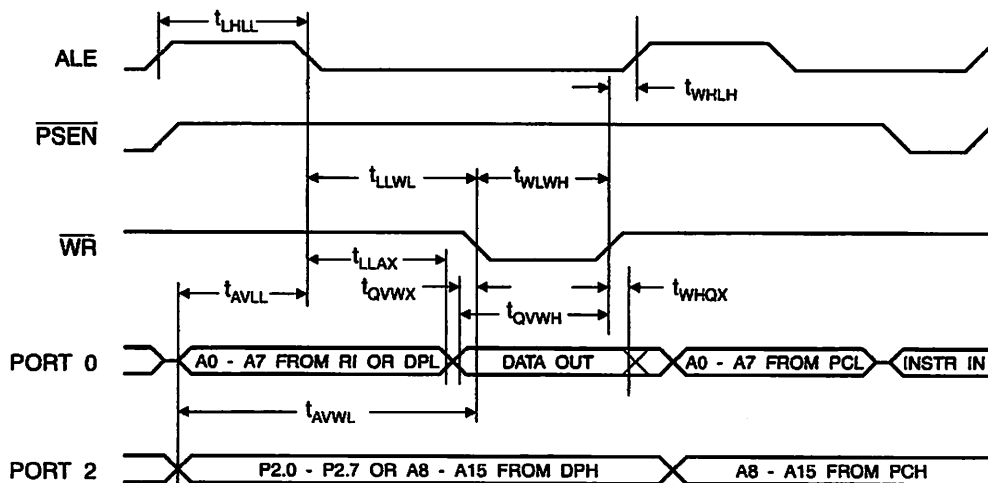 tLHLL
ALE
tWHLH
PSEN
tLLWL
tWLWH
WR
tLLAX
tAVLL
tQVWX
tWHQX
tQVWH
PORT 0
A0 - A7 FROM RI OR DPL
DATA OUT
A0 - A7 FROM PCL
INSTR IN
tAVWL
PORT 2
P2.0 - P2.7 OR A8 - A15 FROM DPH
A8 - A15 FROM PCH